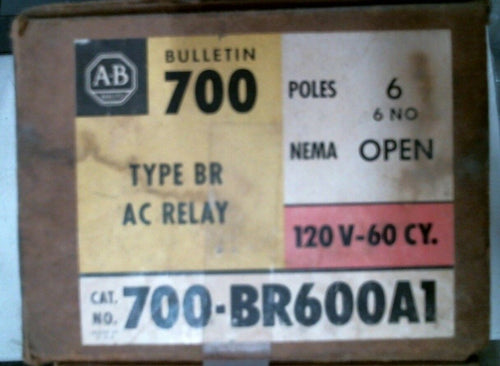 A-B
BULLETIN
700
TYPE BR
AC RELAY
POLES 6
6 NO
NEMA OPEN
120 V-60 CY.
CAT. NO. 700-BR600A1